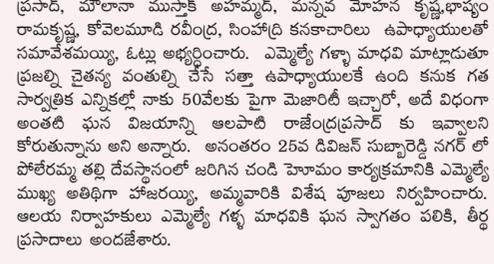 ప్రసాద్, మౌలానా ముస్తాక్ అహమ్మద్, మన్నవ మోహన కృష్ణ,భాష్యం
రామకృష్ణ, కోవెలమూడి రవీంద్ర, సింహాద్రి కనకాచారిలు ఉపాధ్యాయులతో
సమావేశమయ్యి, ఓట్లు అభ్యర్ధించారు. ఎమ్మెల్యే గళ్ళా మాధవి మాట్లాడుతూ
ప్రజల్ని చైతన్య వంతుల్ని చేసే సత్తా ఉపాధ్యాయులకే ఉంది కనుక గత
సార్వత్రిక ఎన్నికల్లో నాకు 50వేలకు పైగా మెజారిటీ ఇచ్చారో, అదే విధంగా
అంతటి ఘన విజయాన్ని ఆలపాటి రాజేంద్రప్రసాద్ కు ఇవ్వాలని
కోరుతున్నాను అని అన్నారు. అనంతరం 25వ డివిజన్ సుబ్బారెడ్డి నగర్ లో
పోలేరమ్మ తల్లి దేవస్థానంలో జరిగిన చండి హెూమం కార్యక్రమానికి ఎమ్మెల్యే
ముఖ్య అతిథిగా హాజరయ్యి, అమ్మవారికి విశేష పూజలు నిర్వహించారు.
ఆలయ నిర్వాహకులు ఎమ్మెల్యే గళ్ళ మాధవికి ఘన స్వాగతం పలికి, తీర్థ
ప్రసాదాలు అందజేశారు.